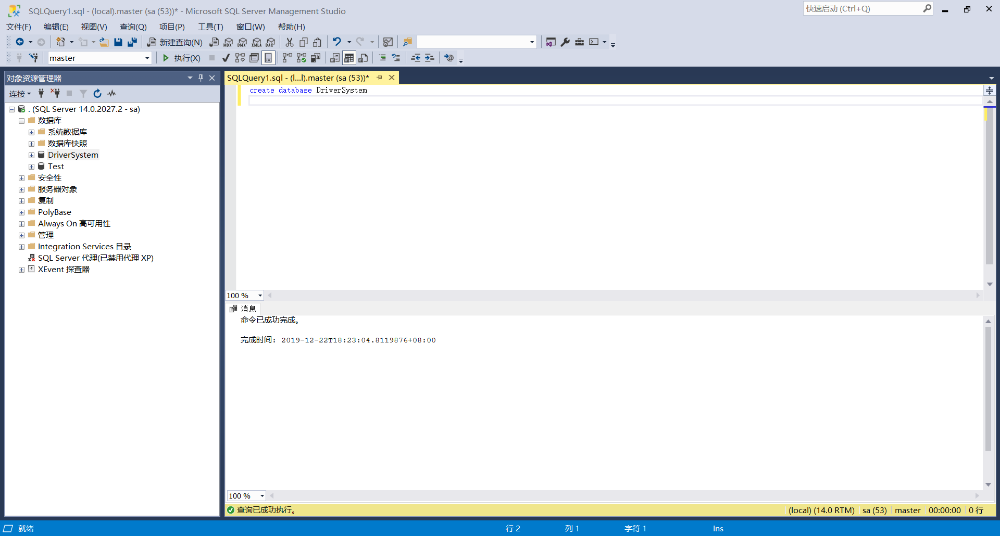 SQLQuery1.sql - (local).master (sa (53))* - Microsoft SQL Server Management Studio
快速启动 (Ctrl+Q)
文件(F) 编辑(E) 视图(V) 查询(Q) 项目(P) 工具(T) 窗口(W) 帮助(H)
新建查询(N) MDX DMX XMLA DAX
master 执行(X)
对象资源管理器
连接
. (SQL Server 14.0.2027.2 - sa)
数据库
系统数据库
数据库快照
DriverSystem
Test
安全性
服务器对象
复制
PolyBase
Always On 高可用性
管理
Integration Services 目录
SQL Server 代理(已禁用代理 XP)
XEvent 探查器
SQLQuery1.sql - (l...l).master (sa (53))*
create database DriverSystem
100 %
消息
命令已成功完成。
完成时间: 2019-12-22T18:23:04.8119876+08:00
100 %
查询已成功执行。 (local) (14.0 RTM) sa (53) master 00:00:00 0 行
就绪 行 2 列 1 字符 1 Ins